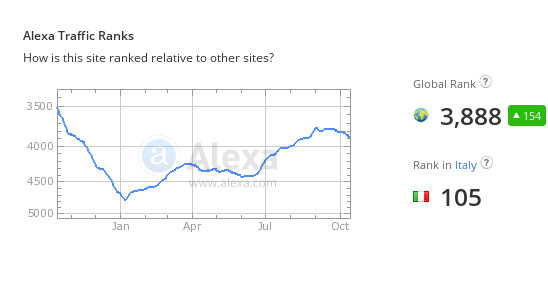 Alexa Traffic Ranks
How is this site ranked relative to other sites?
Global Rank ?
3,888 154
Rank in Italy ?
105
3500
4000
4500
5000
a Alexa
www.alexa.com
Jan Apr Jul Oct